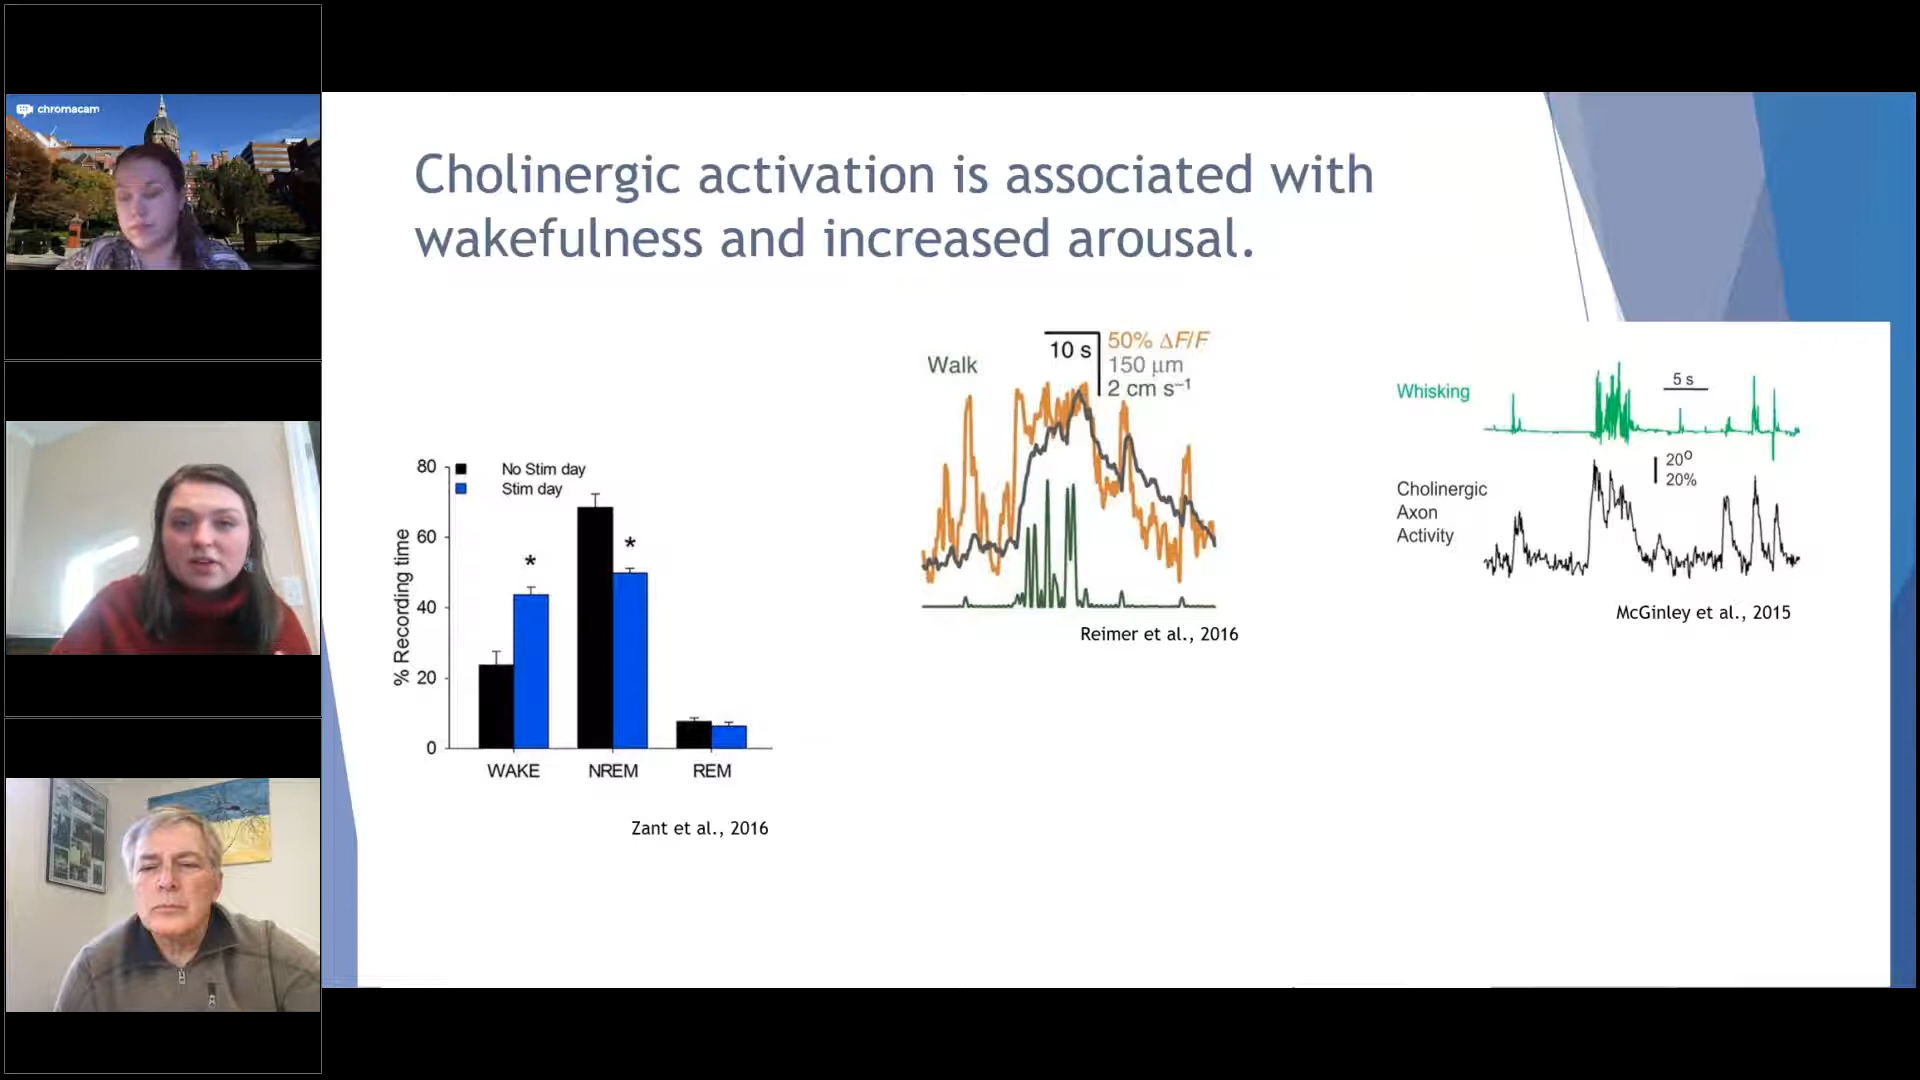 chromacam
Cholinergic activation is associated with
wakefulness and increased arousal.
80
60
40
20
0
% Recording time
No Stim day
Stim day
*
*
WAKE
NREM
REM
Zant et al., 2016
Walk
10 s
50% ΔF/F
150 μm
2 cm s⁻¹
Reimer et al., 2016
Whisking
5 s
20⁰
20%
Cholinergic
Axon
Activity
McGinley et al., 2015